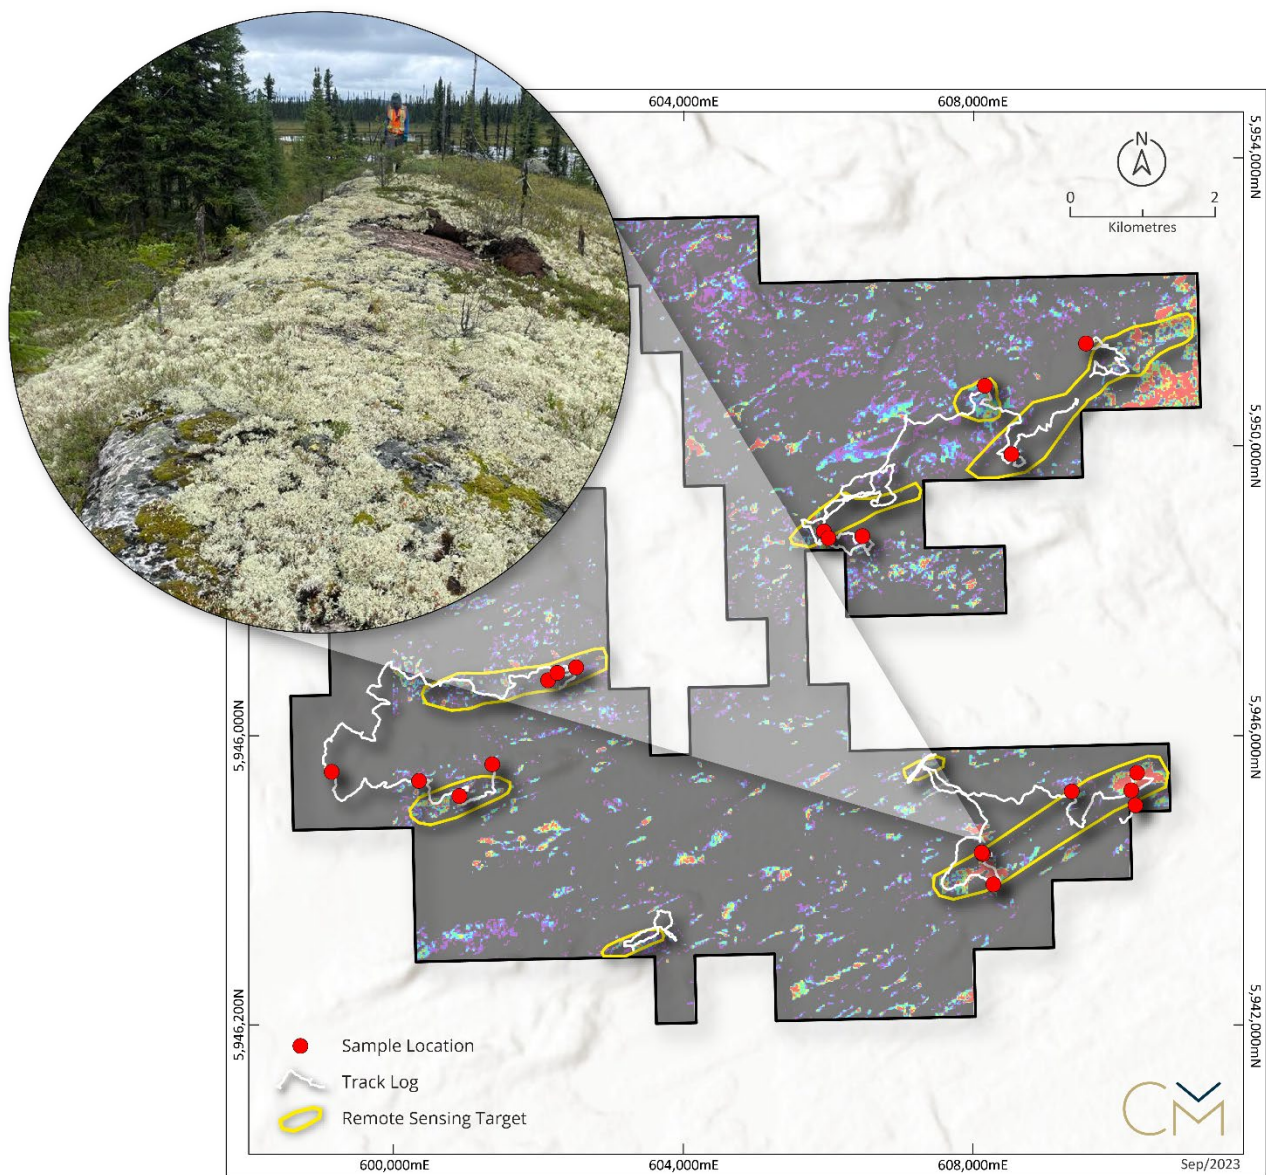 604,000mE 608,000mE
N
0 2
Kilometres
5,954,000mN
5,950,000mN
5,946,000N
5,946,000mN
5,946,200N
5,942,000mN
Sample Location
Track Log
Remote Sensing Target
CM
600,000mE 604,000mE 608,000mE
Sep/2023